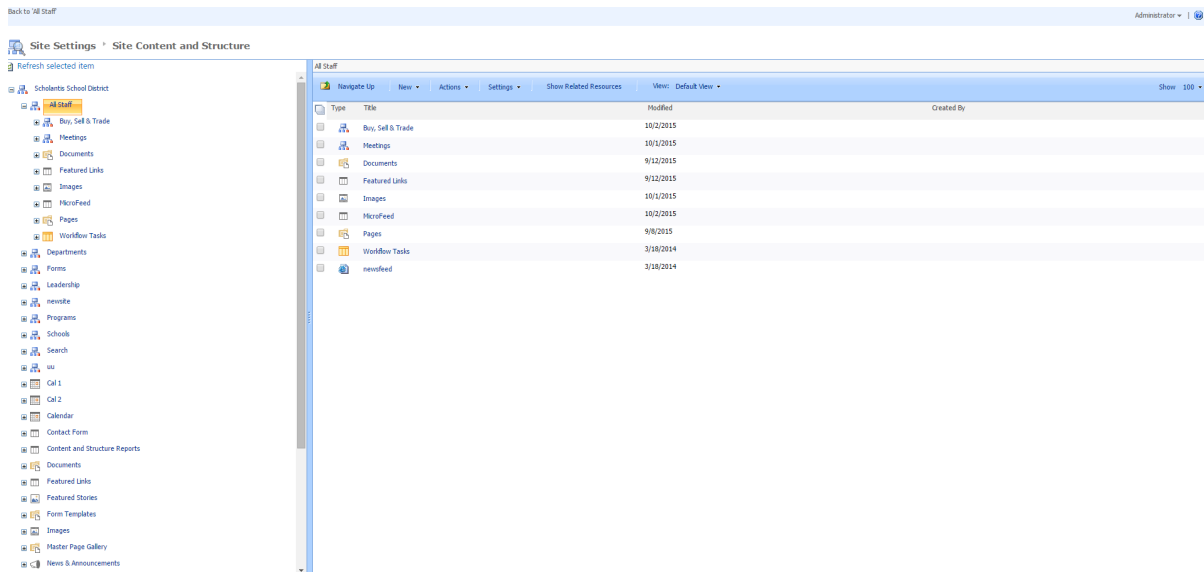 Back to 'All Staff'
Administrator
Site Settings Site Content and Structure
Refresh selected item
Scholantis School District
All Staff
Buy, Sell & Trade
Meetings
Documents
Featured Links
Images
MicroFeed
Pages
Workflow Tasks
Departments
Forms
Leadership
newsite
Programs
Schools
Search
uu
Cal 1
Cal 2
Calendar
Contact Form
Content and Structure Reports
Documents
Featured Links
Featured Stories
Form Templates
Images
Master Page Gallery
News & Announcements
All Staff
Navigate Up New Actions Settings Show Related Resources View: Default View Show 100
Type Title Modified Created By
Buy, Sell & Trade 10/2/2015
Meetings 10/1/2015
Documents 9/12/2015
Featured Links 9/12/2015
Images 10/1/2015
MicroFeed 10/2/2015
Pages 9/8/2015
Workflow Tasks 3/18/2014
newsfeed 3/18/2014